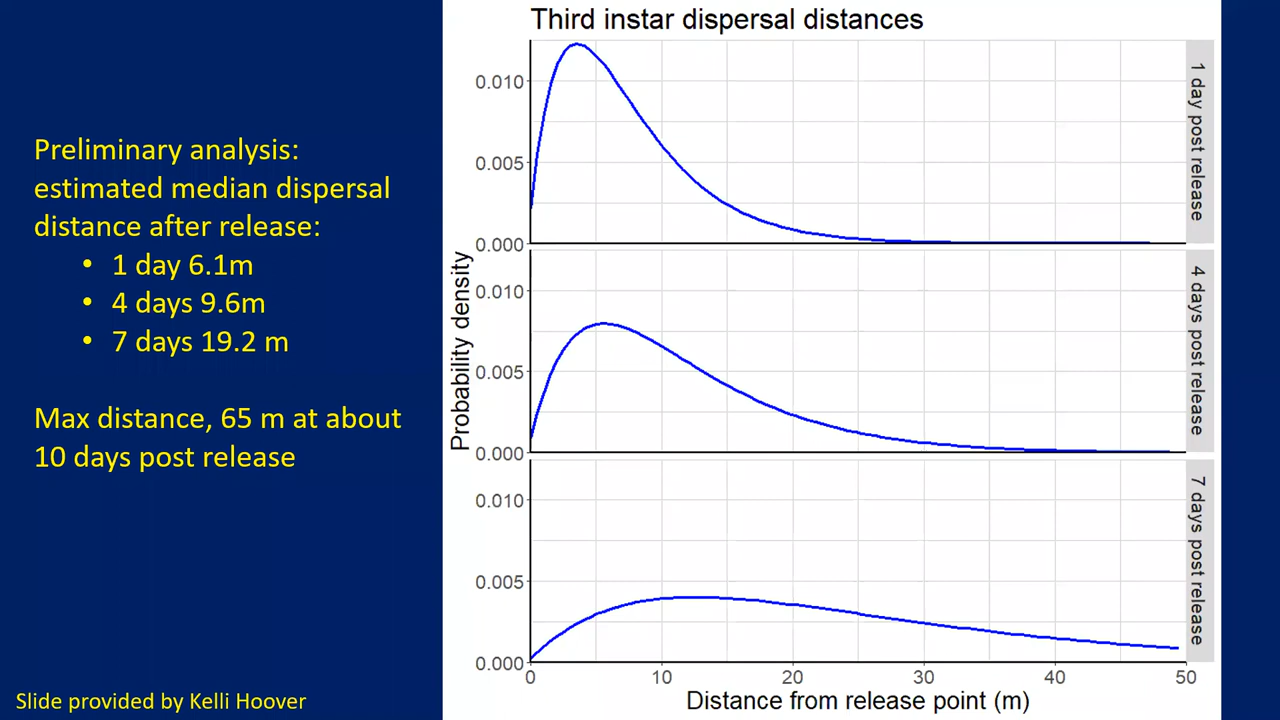 Preliminary analysis:
estimated median dispersal
distance after release:
• 1 day 6.1m
• 4 days 9.6m
• 7 days 19.2 m
Max distance, 65 m at about
10 days post release
Slide provided by Kelli Hoover
Third instar dispersal distances
Probability density
0.010
0.005
0.000
1 day post release
0.010
0.005
0.000
4 days post release
0.010
0.005
0.000
7 days post release
0 10 20 30 40 50
Distance from release point (m)